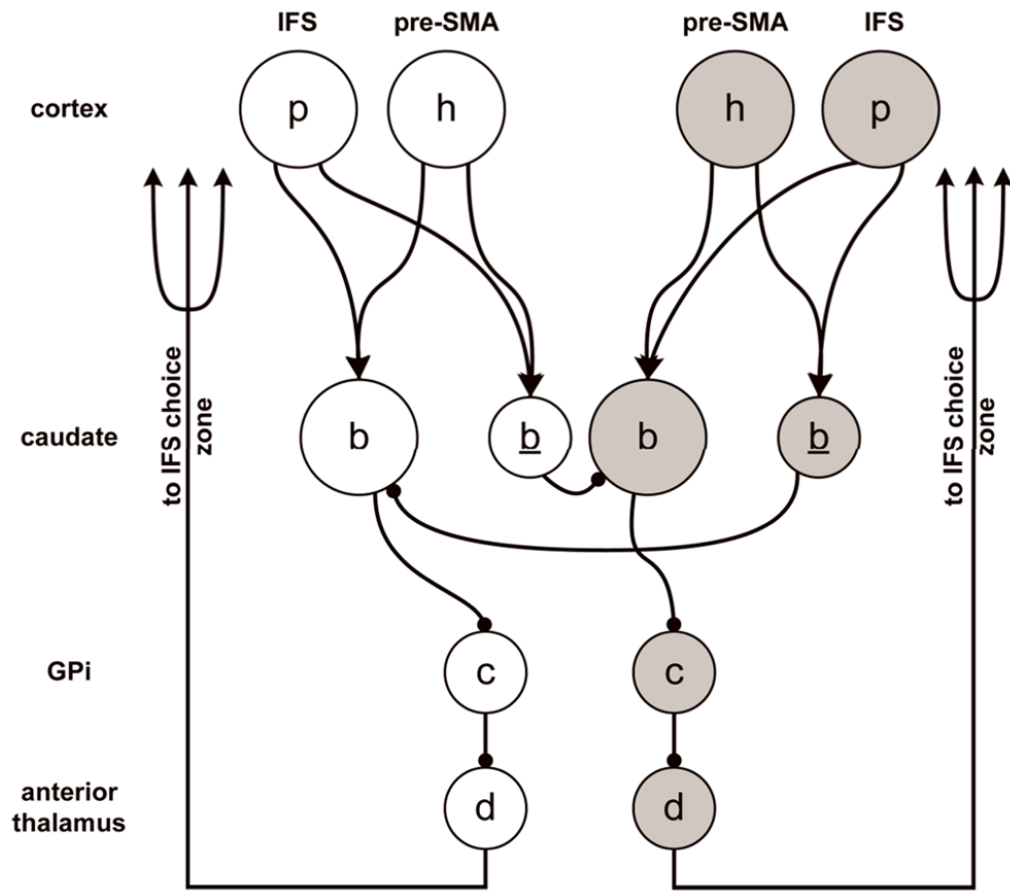 IFS
pre-SMA
pre-SMA
IFS
cortex
p
h
h
p
to IFS choice
zone
to IFS choice
zone
caudate
b
b
b
b
GPi
c
c
anterior
thalamus
d
d